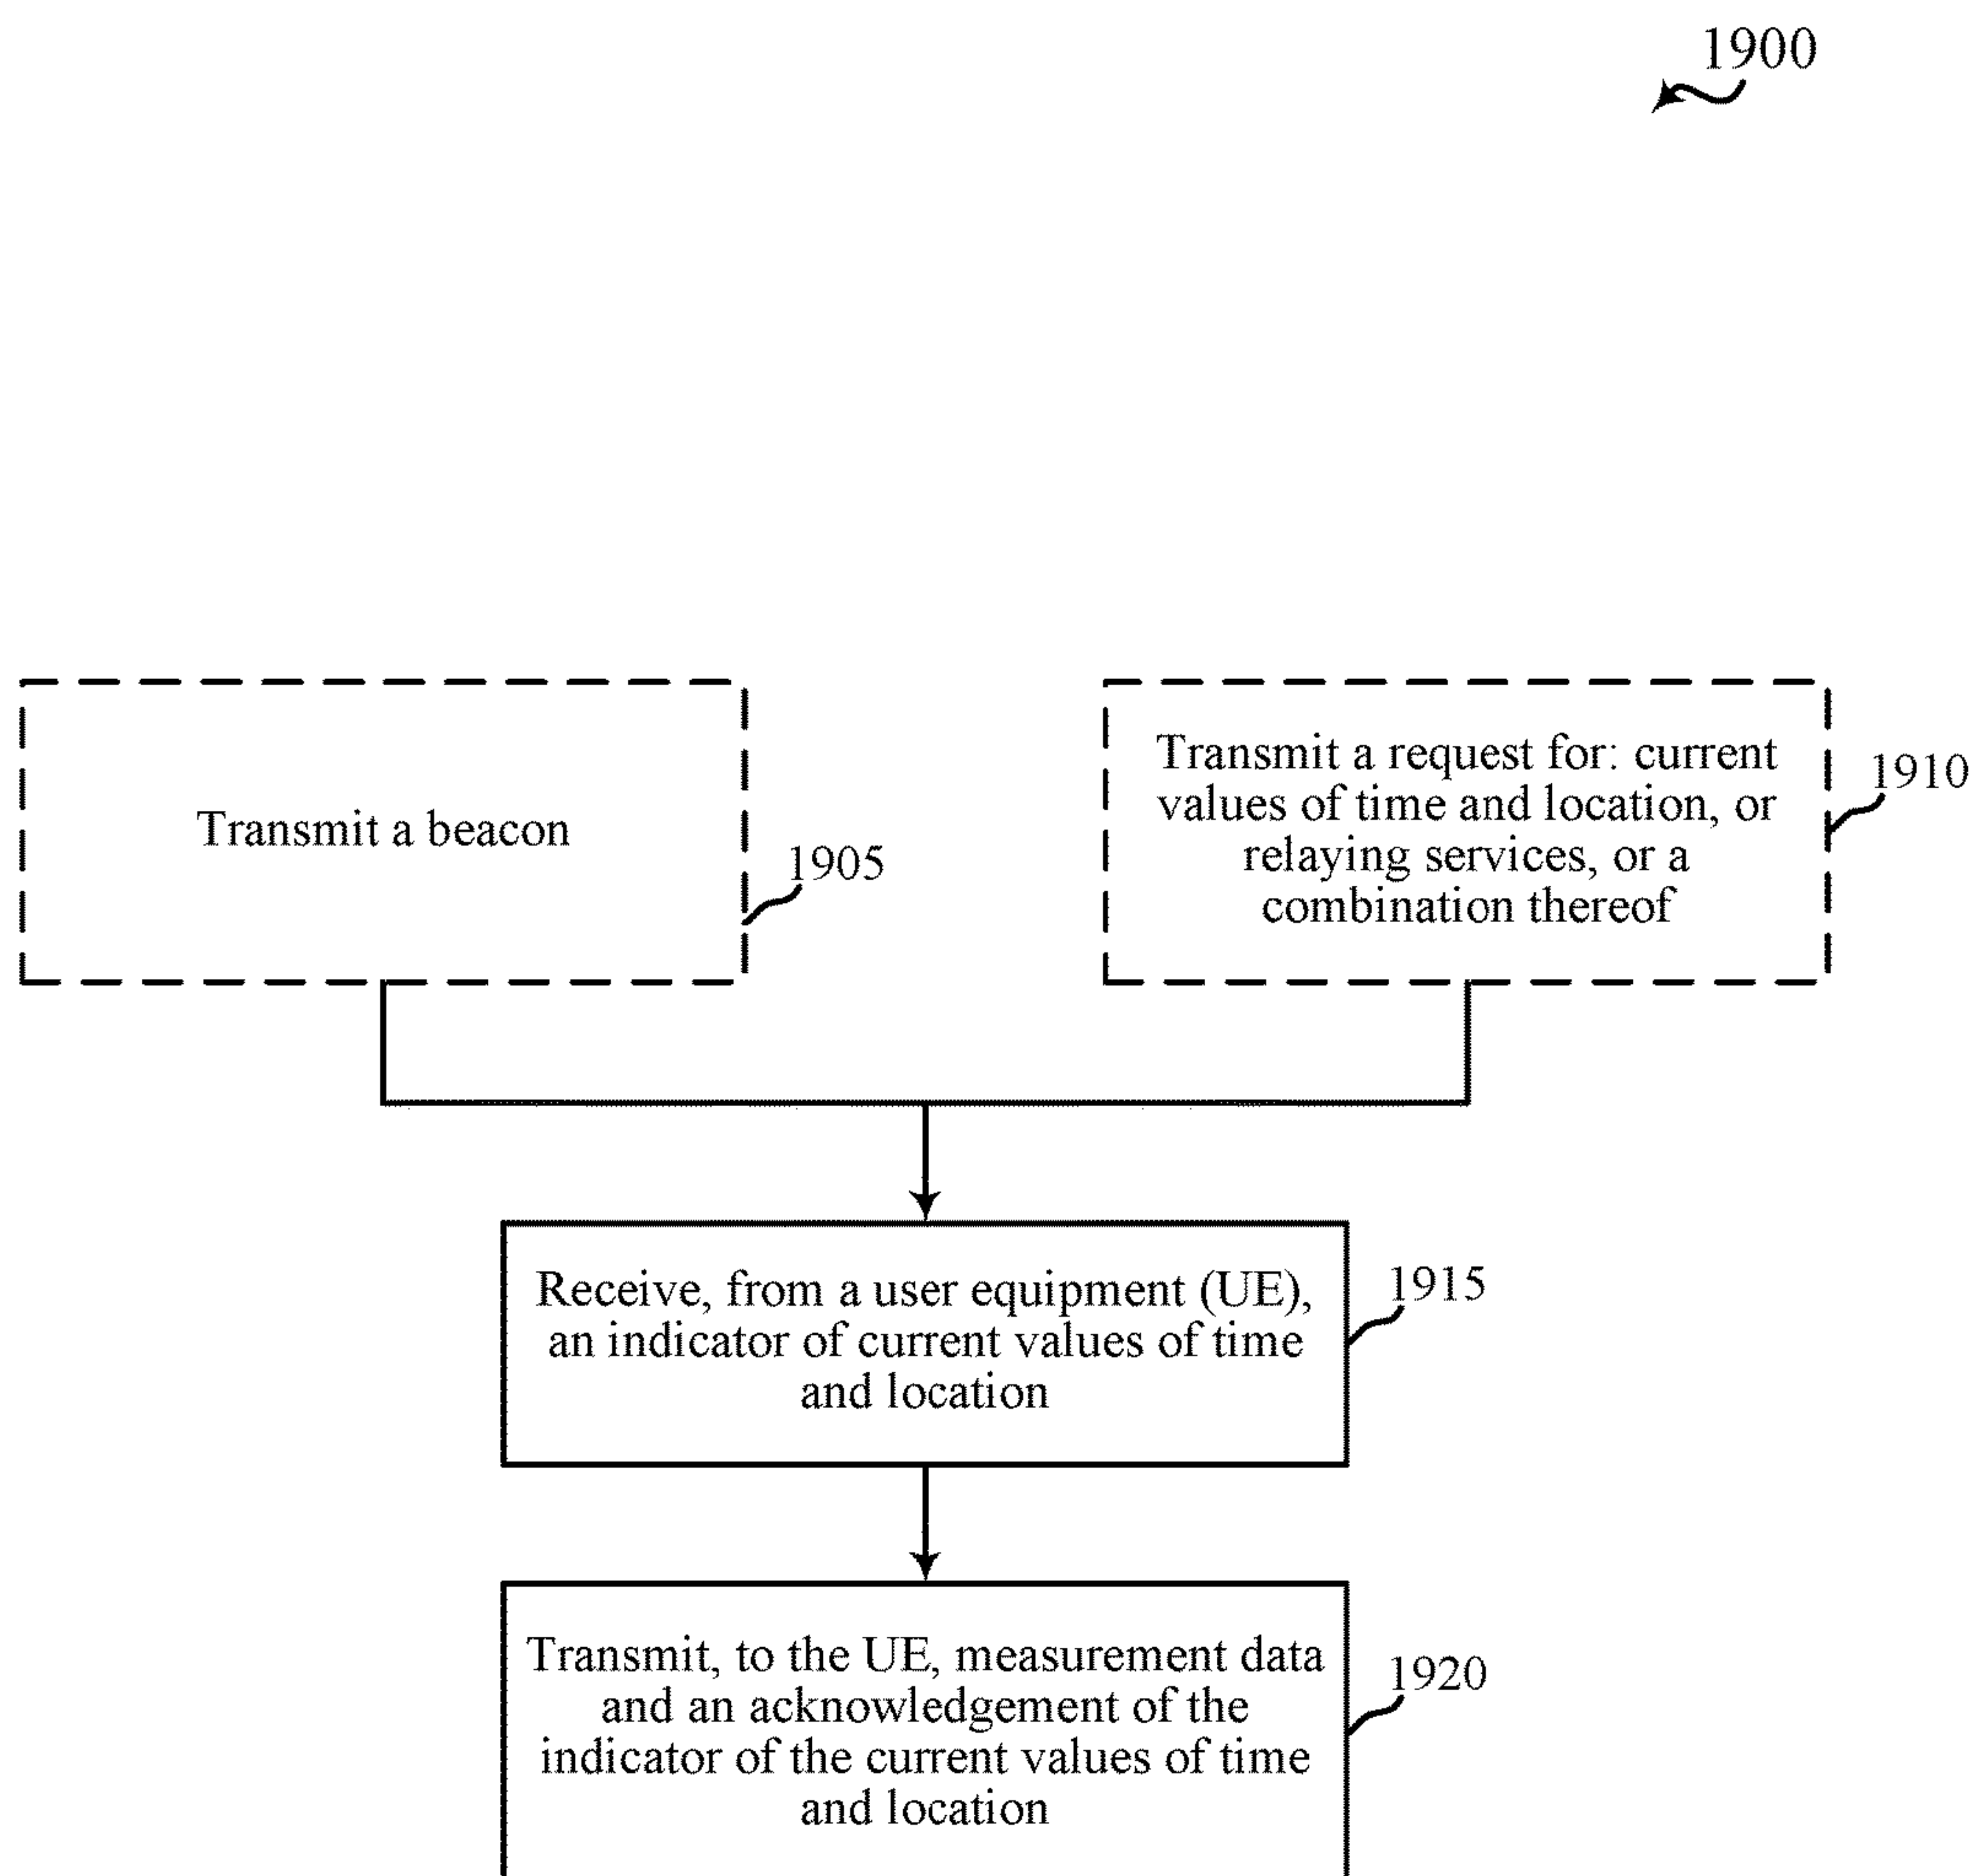 1900
Transmit a beacon
1905
Transmit a request for: current
values of time and location, or
relaying services, or a
combination thereof
1910
Receive, from a user equipment (UE),
an indicator of current values of time
and location
1915
Transmit, to the UE, measurement data
and an acknowledgement of the
indicator of the current values of time
and location
1920